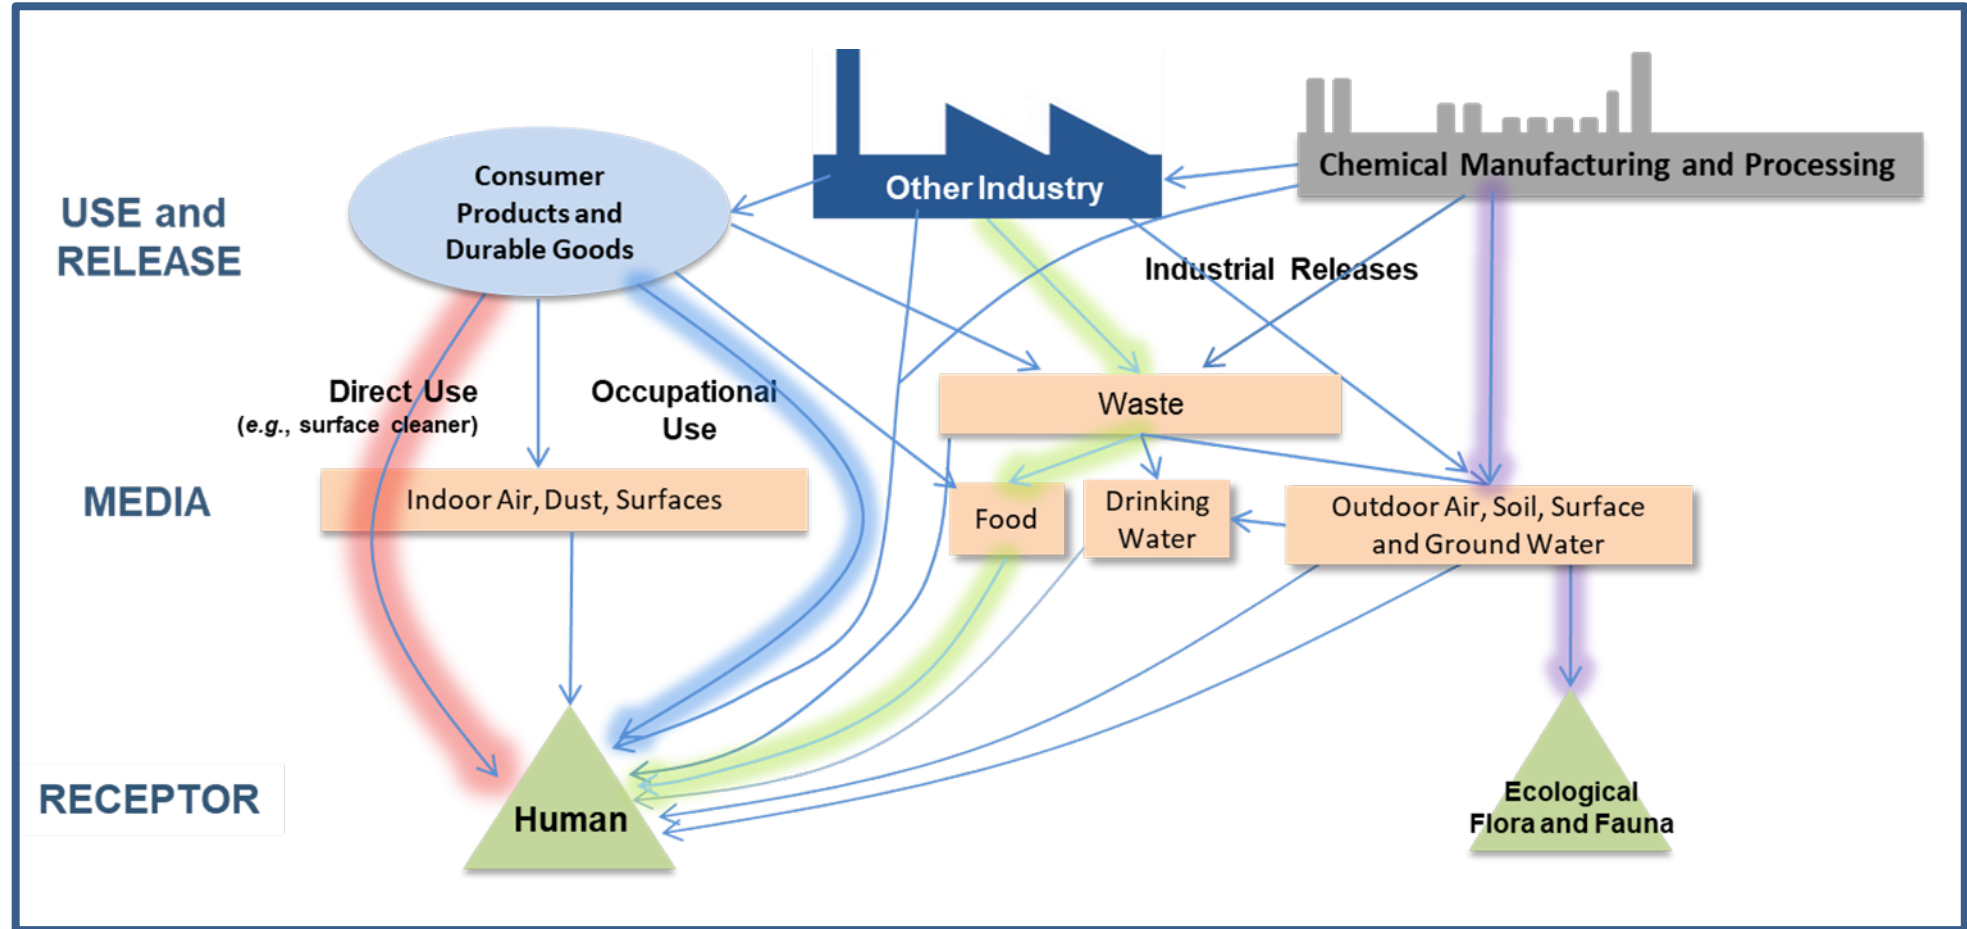 Chemical Manufacturing and Processing
Other Industry
Consumer
Products and
Durable Goods
USE and
RELEASE
Industrial Releases
Direct Use
(e.g., surface cleaner)
Occupational
Use
Waste
MEDIA
Indoor Air, Dust, Surfaces
Food
Drinking
Water
Outdoor Air, Soil, Surface
and Ground Water
RECEPTOR
Human
Ecological
Flora and Fauna